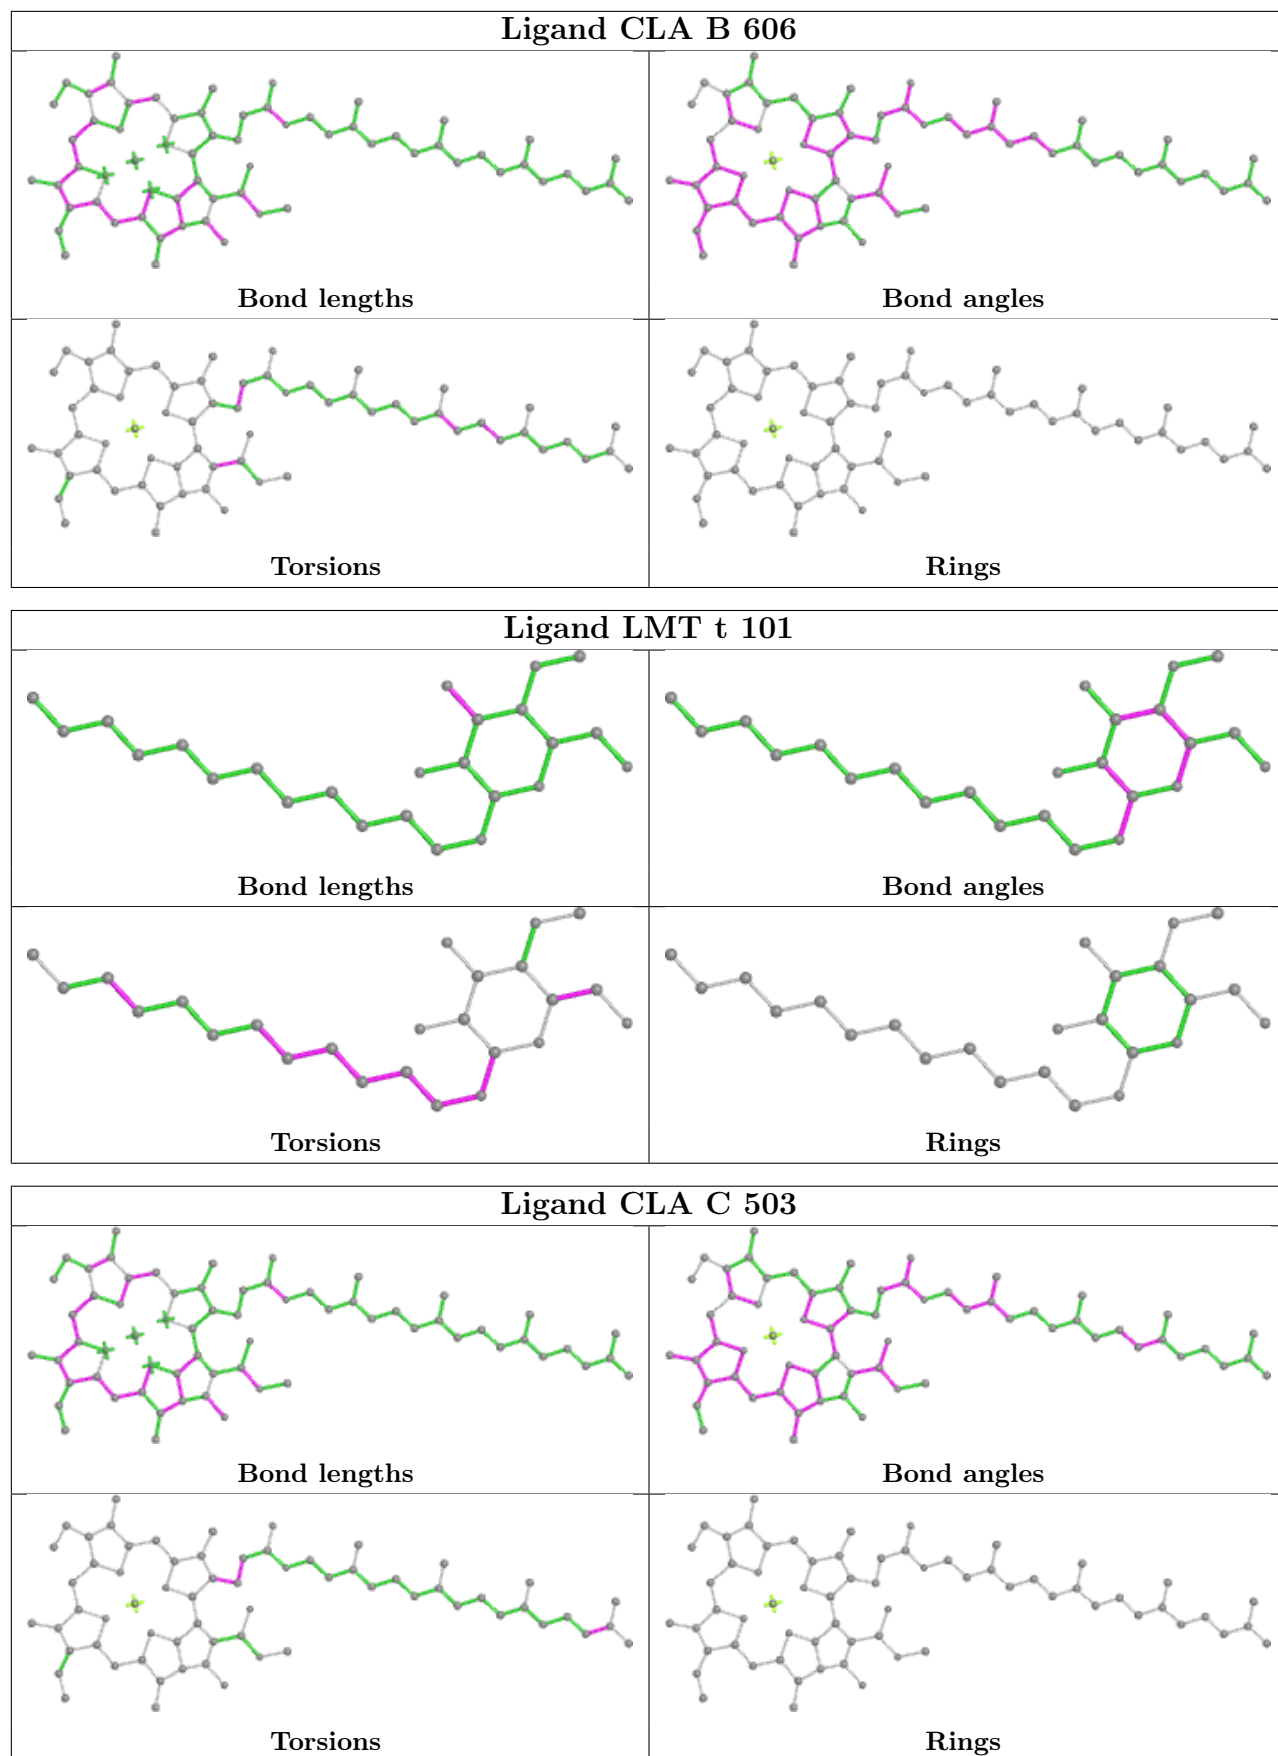 Ligand CLA B 606
Bond lengths
Bond angles
Torsions
Rings
Ligand LMT t 101
Bond lengths
Bond angles
Torsions
Rings
Ligand CLA C 503
Bond lengths
Bond angles
Torsions
Rings